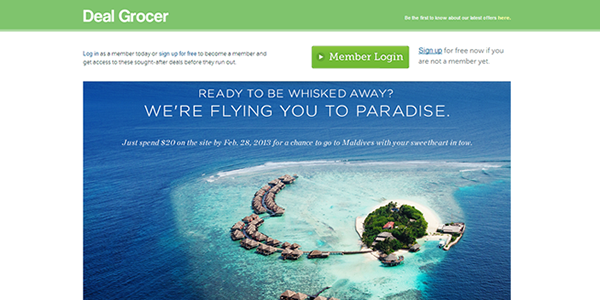 Deal Grocer
Be the first to know about our latest offers here.
Log in as a member today or sign up for free to become a member and
get access to these sought-after deals before they run out.
Member Login
Sign up for free now if you
are not a member yet.
READY TO BE WHISKED AWAY?
WE'RE FLYING YOU TO PARADISE.
Just spend $20 on the site by Feb. 28, 2013 for a chance to go to Maldives with your sweetheart in tow.